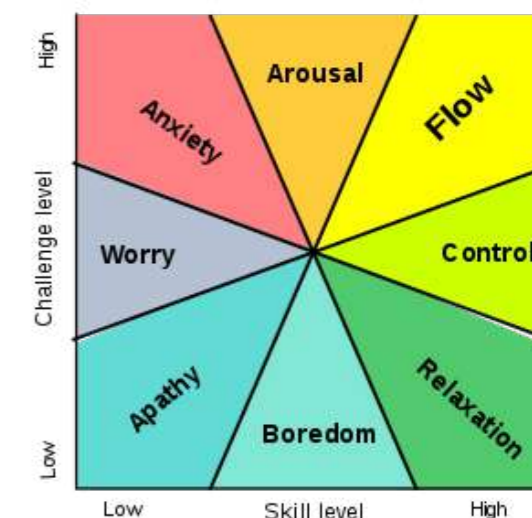 High
Arousal
Flow
Anxiety
Challenge level
Worry
Control
Apathy
Relaxation
Boredom
Low
Low
Skill level
High